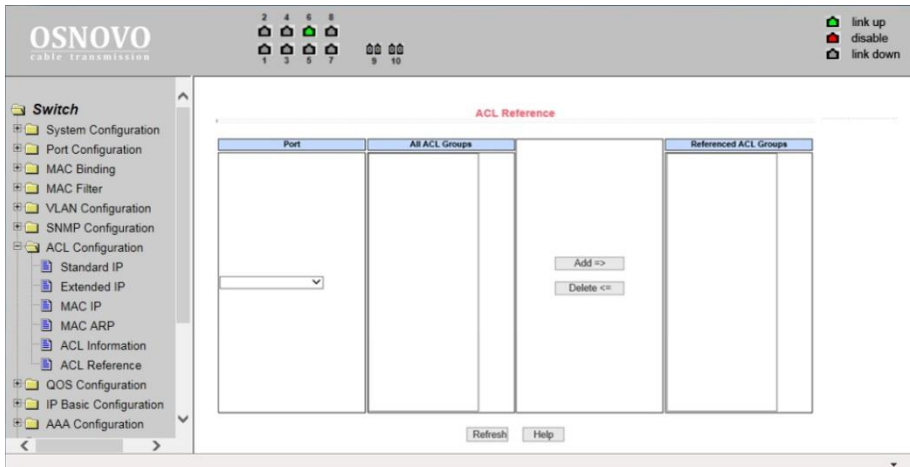 OSNOVO
cable transmission
2 4 6 8
1 3 5 7 9 10
link up
disable
link down
Switch
System Configuration
Port Configuration
MAC Binding
MAC Filter
VLAN Configuration
SNMP Configuration
ACL Configuration
Standard IP
Extended IP
MAC IP
MAC ARP
ACL Information
ACL Reference
QOS Configuration
IP Basic Configuration
AAA Configuration
ACL Reference
Port
All ACL Groups
Referenced ACL Groups
Add =>
Delete <=
Refresh
Help